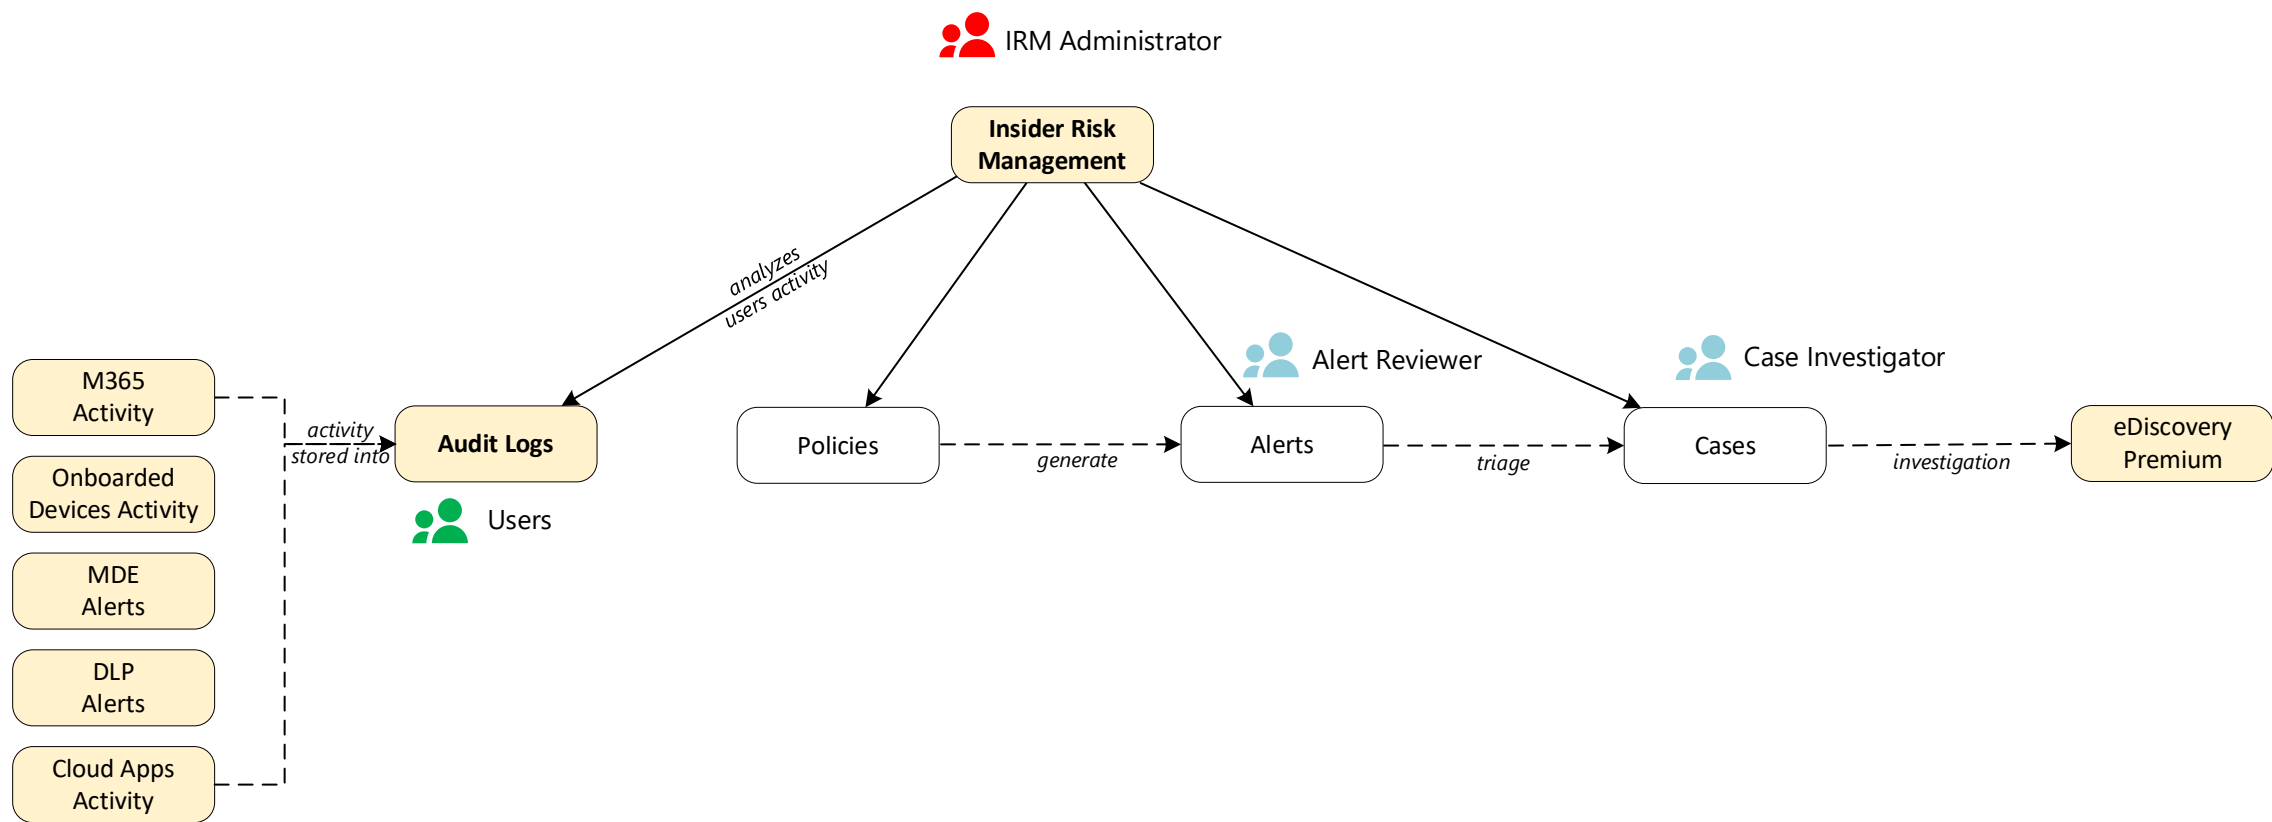 IRM Administrator
Insider Risk
Management
analyzes
users activity
Alert Reviewer
Case Investigator
M365
Activity
Onboarded
Devices Activity
MDE
Alerts
DLP
Alerts
Cloud Apps
Activity
activity
stored into
Audit Logs
Users
Policies
generate
Alerts
triage
Cases
investigation
eDiscovery
Premium